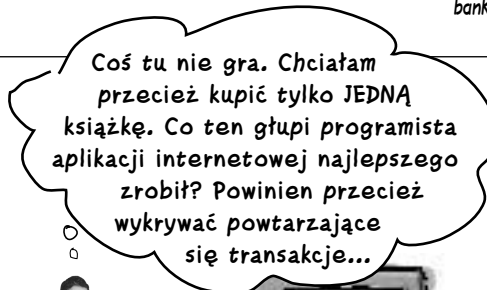 bank
Coś tu nie gra. Chciałam
przecież kupić tylko JEDNĄ
książkę. Co ten głupi programista
aplikacji internetowej najlepszego
zrobił? Powinien przecież
wykrywać powtarzające
się transakcje...